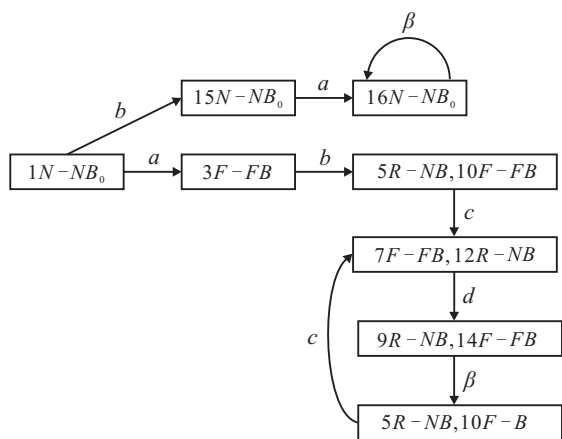 β
15N−NB₀
a
16N−NB₀
b
1N−NB₀
a
3F−FB
b
5R−NB,10F−FB
c
7F−FB,12R−NB
d
c
9R−NB,14F−FB
β
5R−NB,10F−B